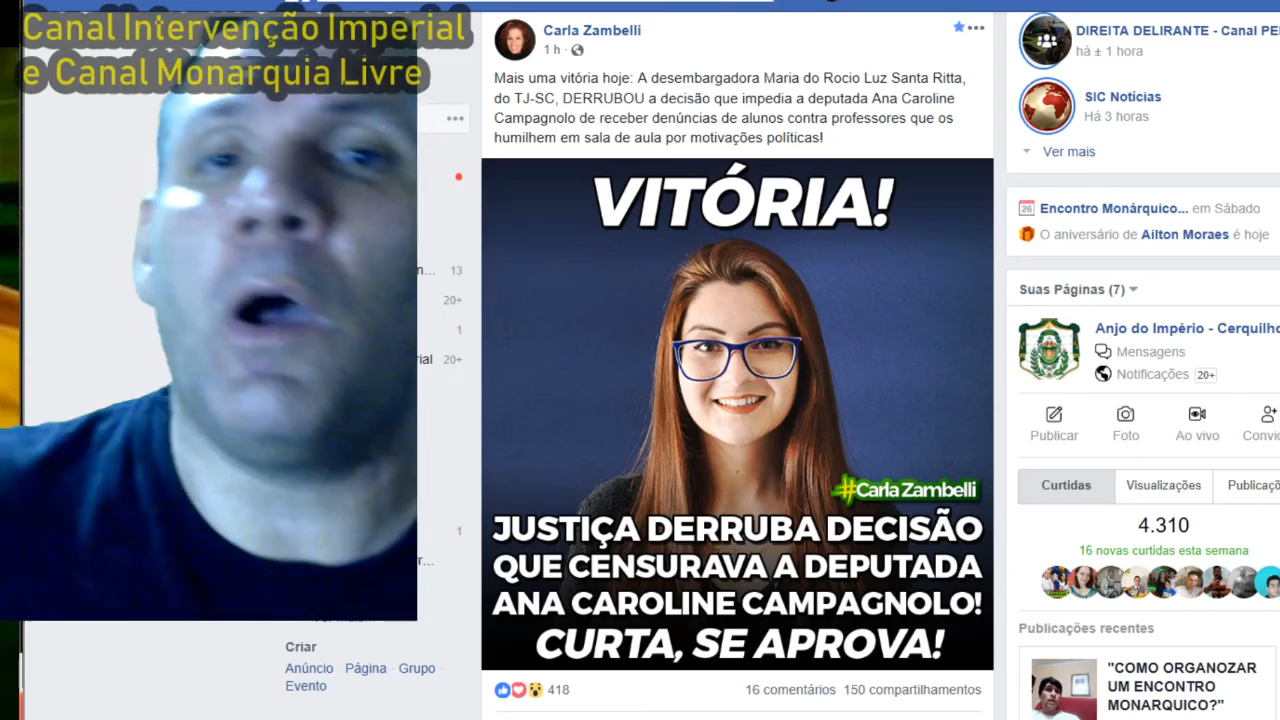 Canal Intervenção Imperial
e Canal Monarquia Livre
Carla Zambelli
1 h
Mais uma vitória hoje: A desembargadora Maria do Rocio Luz Santa Ritta,
do TJ-SC, DERRUBOU a decisão que impedia a deputada Ana Caroline
Campagnolo de receber denúncias de alunos contra professores que os
humilhem em sala de aula por motivações políticas!
VITÓRIA!
#Carla Zambelli
JUSTIÇA DERRUBA DECISÃO
QUE CENSURAVA A DEPUTADA
ANA CAROLINE CAMPAGNOLO!
CURTA, SE APROVA!
418
16 comentários 150 compartilhamentos
m... 13
20+
1
rial 20+
1
r...
Criar
Anúncio · Página · Grupo ·
Evento
DIREITA DELIRANTE - Canal PE
há ± 1 hora
SIC Notícias
Há 3 horas
Ver mais
26 Encontro Monárquico... em Sábado
O aniversário de Ailton Moraes é hoje
Suas Páginas (7)
Anjo do Império - Cerquilho
Mensagens
Notificações 20+
Publicar Foto Ao vivo Convid
Curtidas Visualizações Publicaçõ
4.310
16 novas curtidas esta semana
Publicações recentes
"COMO ORGANOZAR
UM ENCONTRO
MONARQUICO?"